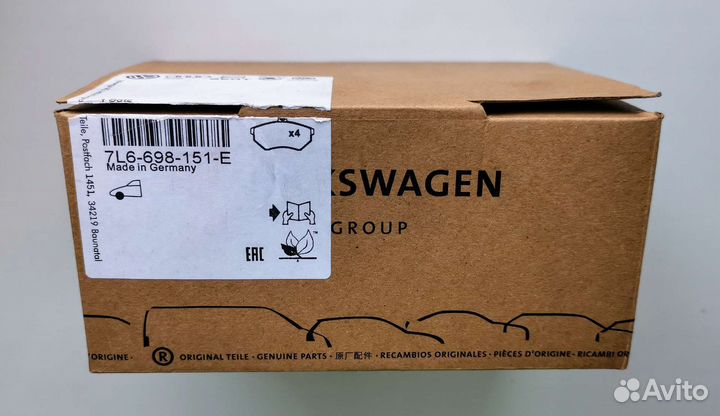 x4
7L6-698-151-E
Made in Germany
Teile, Postfach 1451, 34219 Baunatal
EAC
KSWAGEN
GROUP
D'ORIGINE ·
® ORIGINAL TEILE · GENUINE PARTS · 原厂配件 · RECAMBIOS ORIGINALES · PIÈCES D'ORIGINE · RICAMBI OR
Avito